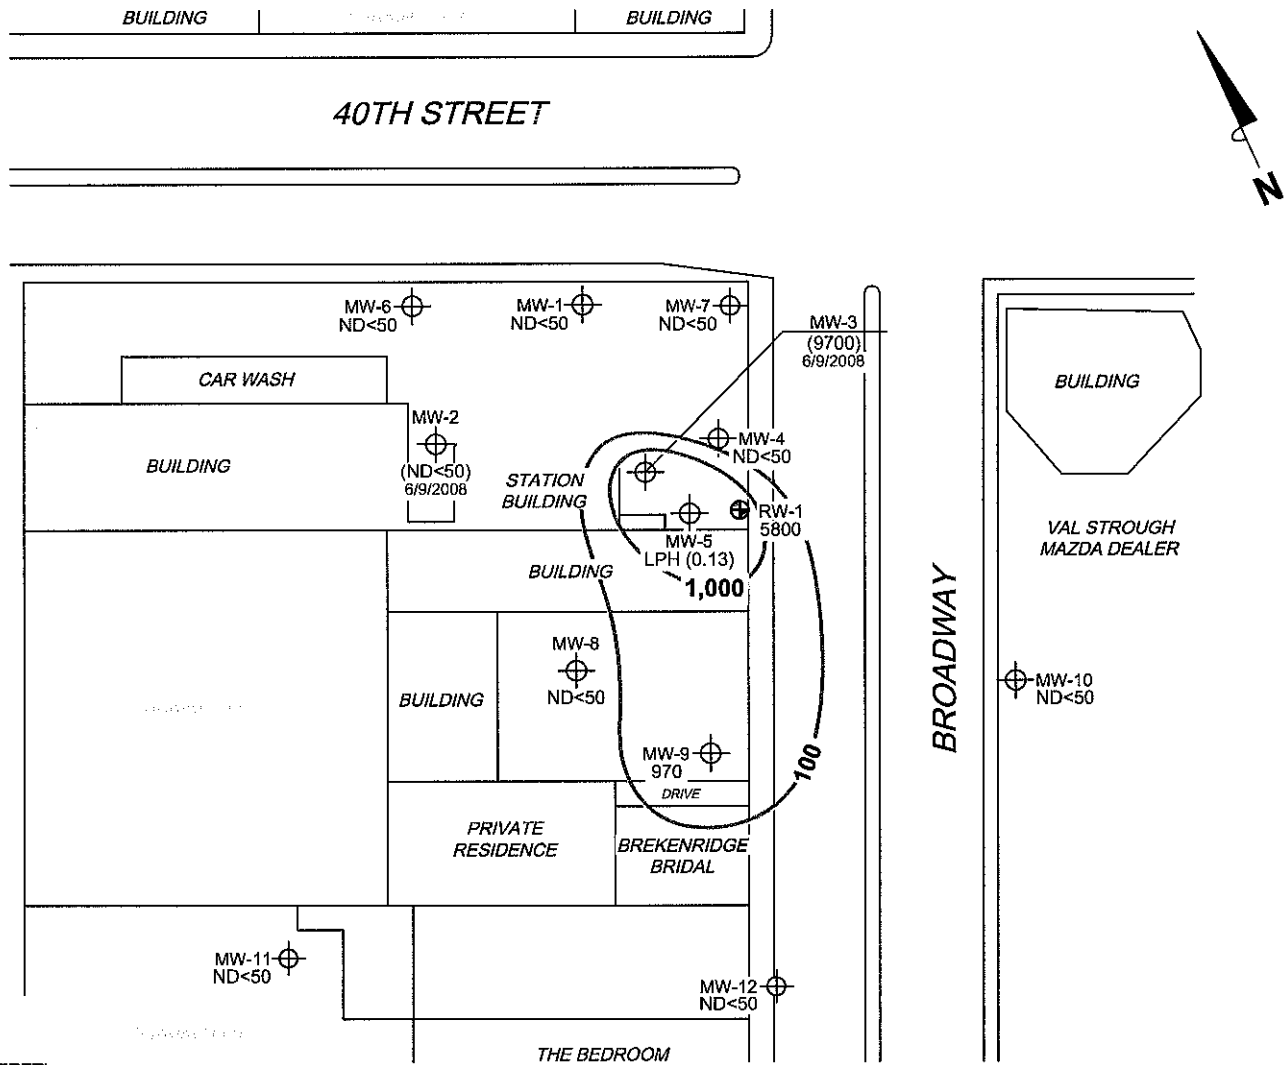 BUILDING
BUILDING
40TH STREET
N
MW-6
ND<50
MW-1
ND<50
MW-7
ND<50
MW-3
(9700)
6/9/2008
CAR WASH
BUILDING
MW-2
(ND<50)
6/9/2008
MW-4
ND<50
BUILDING
STATION
BUILDING
RW-1
5800
MW-5
LPH (0.13)
1,000
VAL STROUGH
MAZDA DEALER
BUILDING
BROADWAY
MW-8
ND<50
BUILDING
MW-10
ND<50
MW-9
970
100
DRIVE
PRIVATE
RESIDENCE
BREKENRIDGE
BRIDAL
MW-11
ND<50
MW-12
ND<50
THE BEDROOM